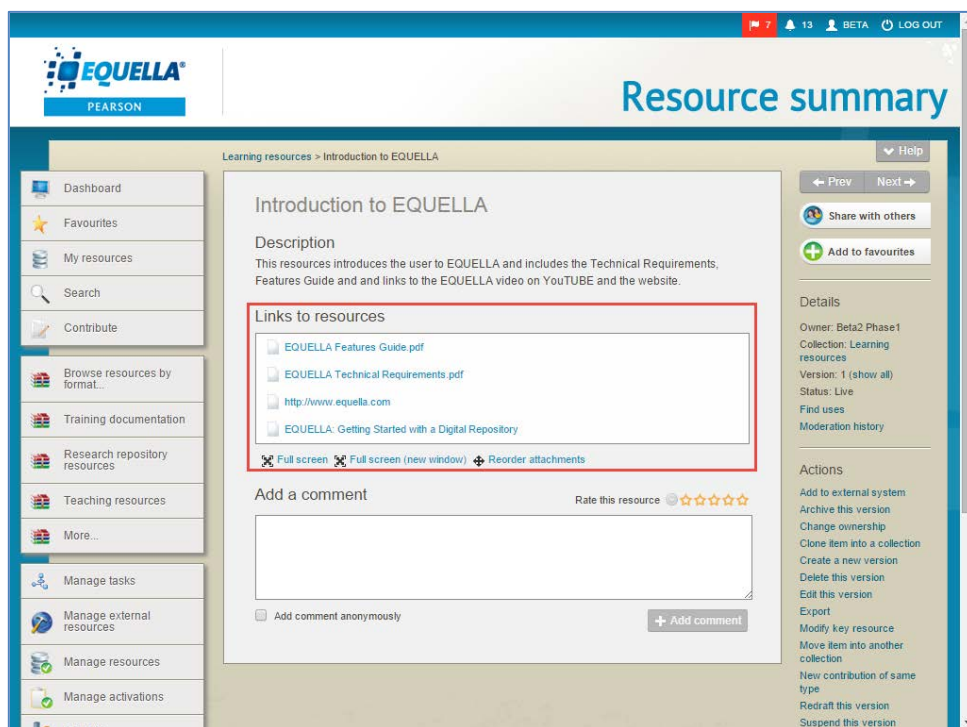 7 13 BETA LOG OUT
EQUELLA®
PEARSON
Resource summary
Learning resources > Introduction to EQUELLA
Help
Dashboard
Favourites
My resources
Search
Contribute
Browse resources by
format...
Training documentation
Research repository
resources
Teaching resources
More...
Manage tasks
Manage external
resources
Manage resources
Manage activations
Introduction to EQUELLA
Description
This resources introduces the user to EQUELLA and includes the Technical Requirements,
Features Guide and and links to the EQUELLA video on YouTUBE and the website.
Links to resources
EQUELLA Features Guide.pdf
EQUELLA Technical Requirements.pdf
http://www.equella.com
EQUELLA: Getting Started with a Digital Repository
Full screen Full screen (new window) Reorder attachments
Add a comment
Rate this resource
Add comment anonymously
+ Add comment
Prev Next
Share with others
Add to favourites
Details
Owner: Beta2 Phase1
Collection: Learning
resources
Version: 1 (show all)
Status: Live
Find uses
Moderation history
Actions
Add to external system
Archive this version
Change ownership
Clone item into a collection
Create a new version
Delete this version
Edit this version
Export
Modify key resource
Move item into another
collection
New contribution of same
type
Redraft this version
Suspend this version